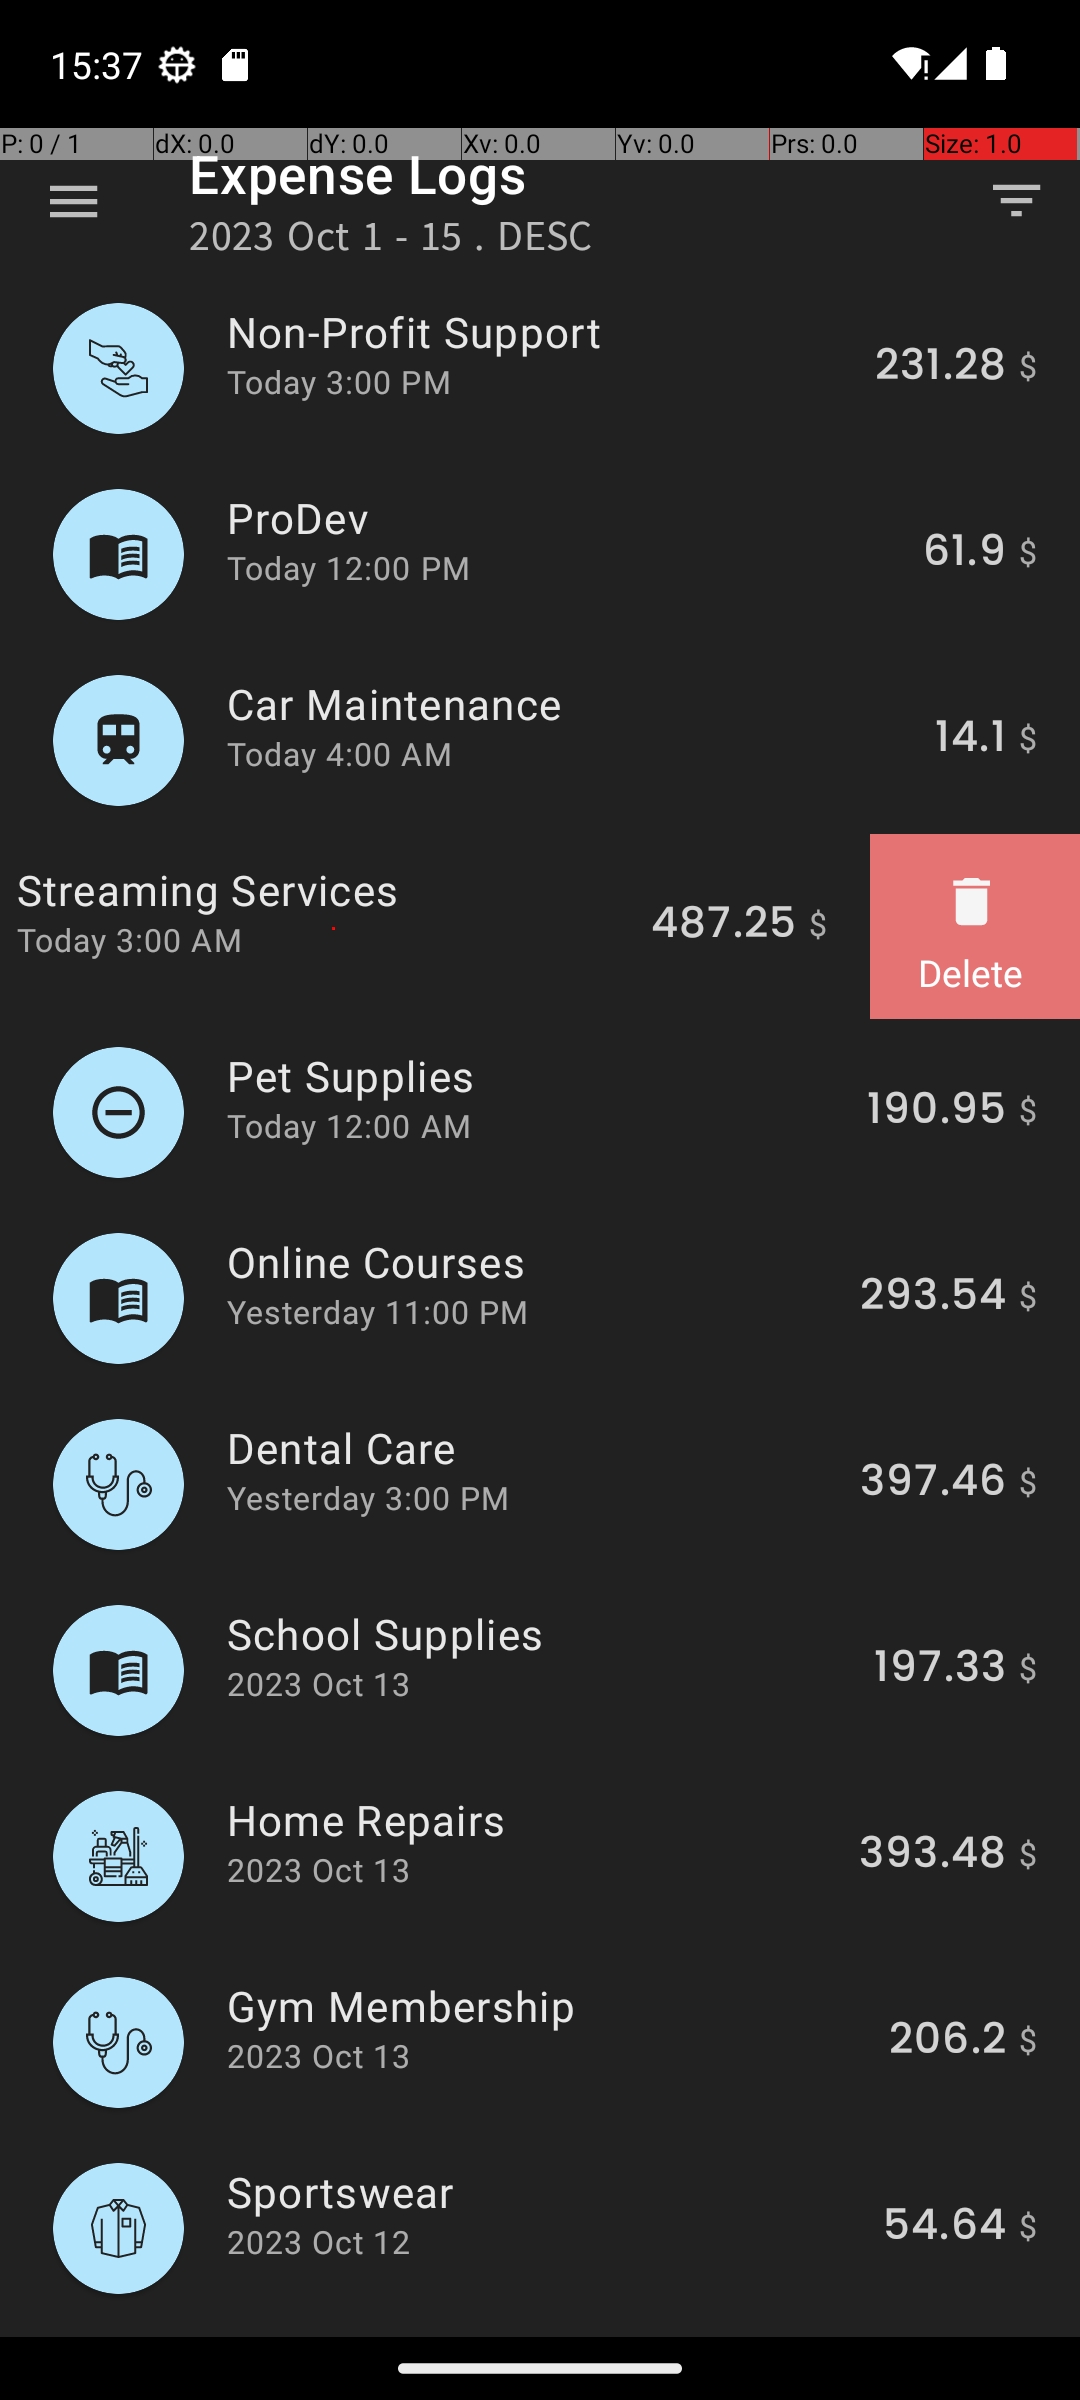 15:37
P: 0 / 1 dX: 0.0 dY: 0.0 Xv: 0.0 Yv: 0.0 Prs: 0.0 Size: 1.0
Expense Logs
2023 Oct 1 - 15 . DESC
Non-Profit Support
Today 3:00 PM
231.28 $
ProDev
Today 12:00 PM
61.9 $
Car Maintenance
Today 4:00 AM
14.1 $
Streaming Services
Today 3:00 AM
487.25 $
Delete
Pet Supplies
Today 12:00 AM
190.95 $
Online Courses
Yesterday 11:00 PM
293.54 $
Dental Care
Yesterday 3:00 PM
397.46 $
School Supplies
2023 Oct 13
197.33 $
Home Repairs
2023 Oct 13
393.48 $
Gym Membership
2023 Oct 13
206.2 $
Sportswear
2023 Oct 12
54.64 $